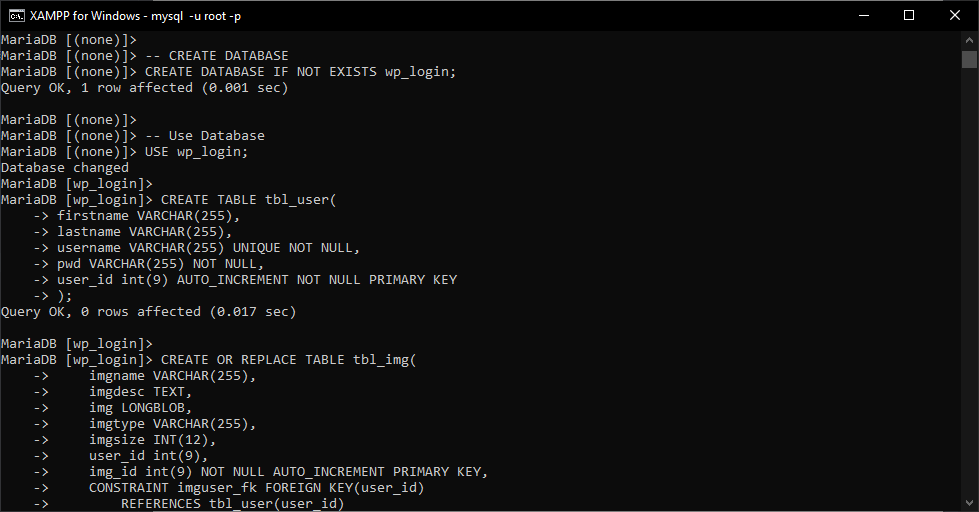 XAMPP for Windows - mysql  -u root -p
MariaDB [(none)]>
MariaDB [(none)]> -- CREATE DATABASE
MariaDB [(none)]> CREATE DATABASE IF NOT EXISTS wp_login;
Query OK, 1 row affected (0.001 sec)
MariaDB [(none)]>
MariaDB [(none)]> -- Use Database
MariaDB [(none)]> USE wp_login;
Database changed
MariaDB [wp_login]>
MariaDB [wp_login]> CREATE TABLE tbl_user(
    -> firstname VARCHAR(255),
    -> lastname VARCHAR(255),
    -> username VARCHAR(255) UNIQUE NOT NULL,
    -> pwd VARCHAR(255) NOT NULL,
    -> user_id int(9) AUTO_INCREMENT NOT NULL PRIMARY KEY
    -> );
Query OK, 0 rows affected (0.017 sec)
MariaDB [wp_login]>
MariaDB [wp_login]> CREATE OR REPLACE TABLE tbl_img(
    ->     imgname VARCHAR(255),
    ->     imgdesc TEXT,
    ->     img LONGBLOB,
    ->     imgtype VARCHAR(255),
    ->     imgsize INT(12),
    ->     user_id int(9),
    ->     img_id int(9) NOT NULL AUTO_INCREMENT PRIMARY KEY,
    ->     CONSTRAINT imguser_fk FOREIGN KEY(user_id)
    ->         REFERENCES tbl_user(user_id)